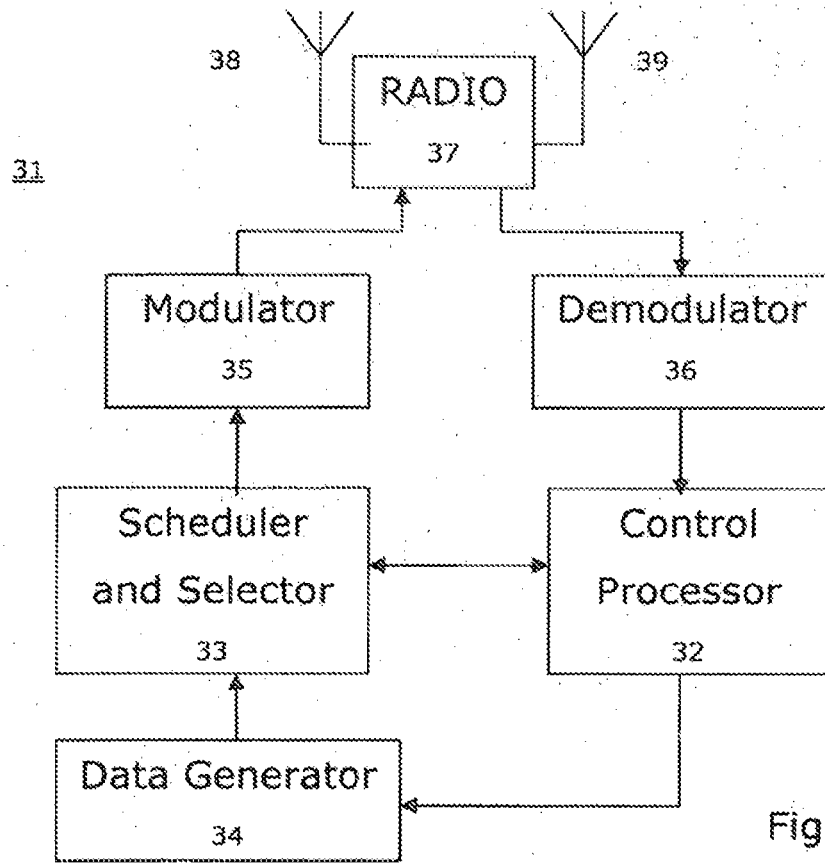 38
RADIO
39
37
31
Modulator
35
Demodulator
36
Scheduler
and Selector
33
Control
Processor
32
Data Generator
34
Fig